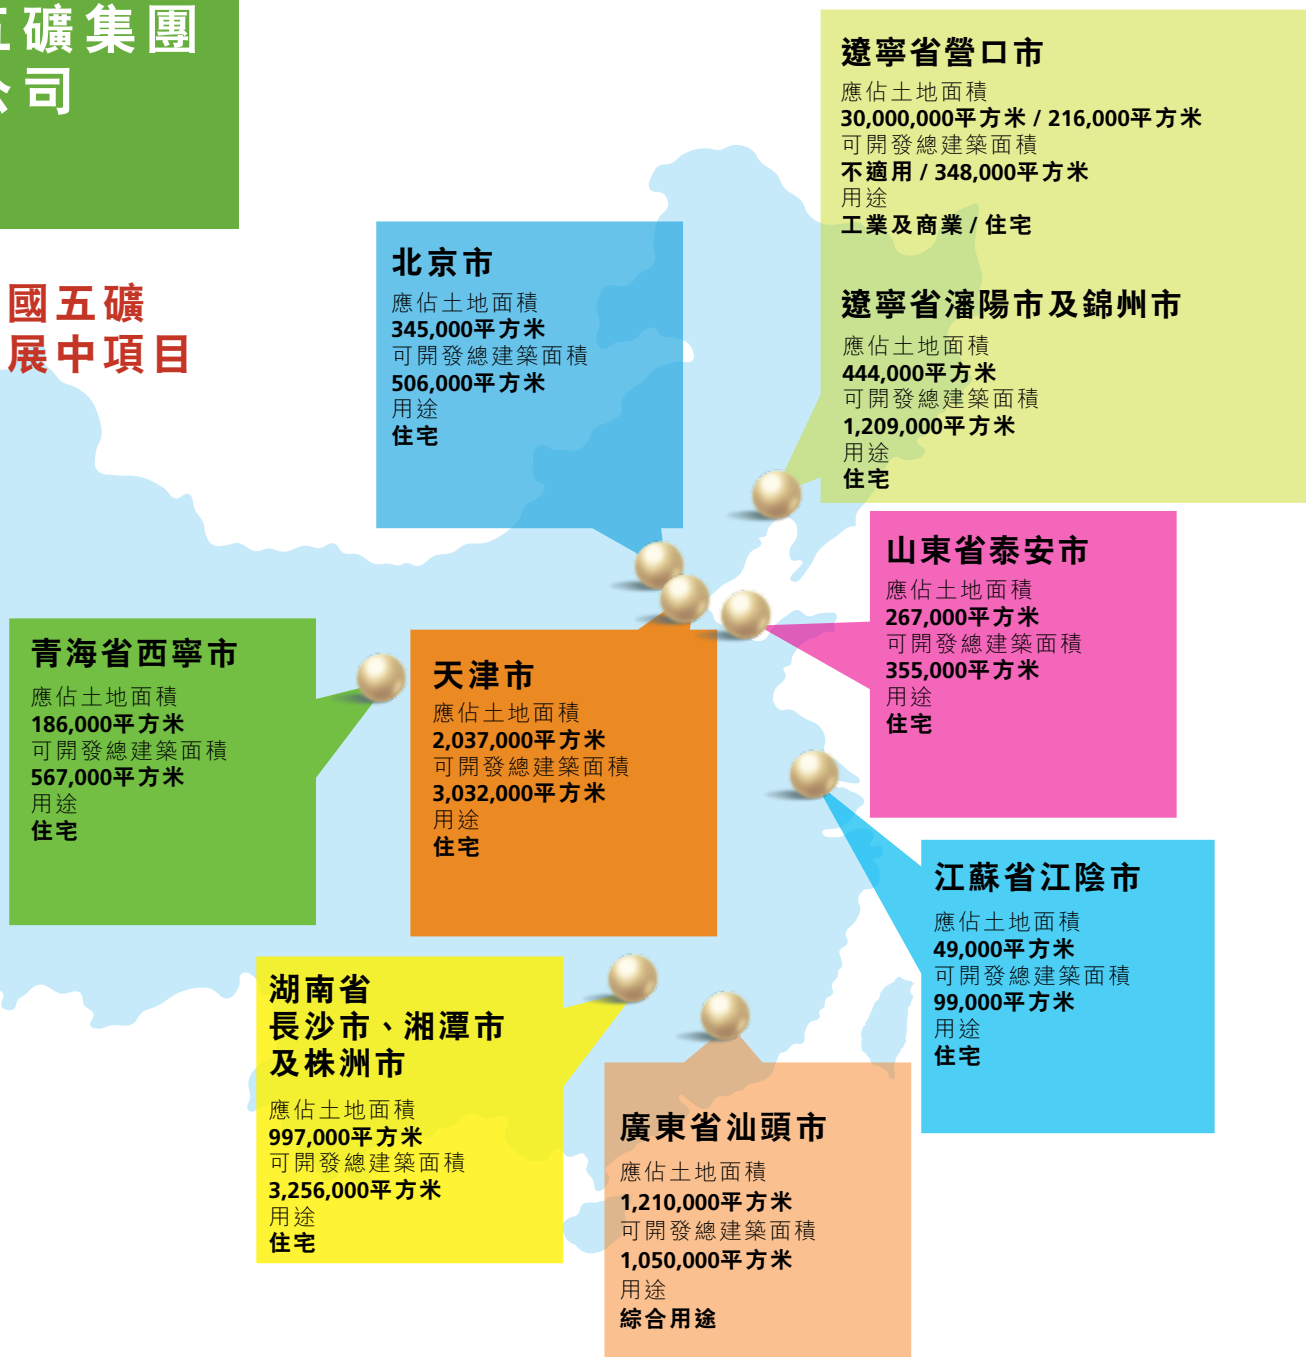 五礦集團
公司
國五礦
展中項目
遼寧省營口市
應佔土地面積
30,000,000平方米 / 216,000平方米
可開發總建築面積
不適用 / 348,000平方米
用途
工業及商業 / 住宅
遼寧省瀋陽市及錦州市
應佔土地面積
444,000平方米
可開發總建築面積
1,209,000平方米
用途
住宅
北京市
應佔土地面積
345,000平方米
可開發總建築面積
506,000平方米
用途
住宅
山東省泰安市
應佔土地面積
267,000平方米
可開發總建築面積
355,000平方米
用途
住宅
青海省西寧市
應佔土地面積
186,000平方米
可開發總建築面積
567,000平方米
用途
住宅
天津市
應佔土地面積
2,037,000平方米
可開發總建築面積
3,032,000平方米
用途
住宅
江蘇省江陰市
應佔土地面積
49,000平方米
可開發總建築面積
99,000平方米
用途
住宅
湖南省
長沙市、湘潭市
及株洲市
應佔土地面積
997,000平方米
可開發總建築面積
3,256,000平方米
用途
住宅
廣東省汕頭市
應佔土地面積
1,210,000平方米
可開發總建築面積
1,050,000平方米
用途
綜合用途